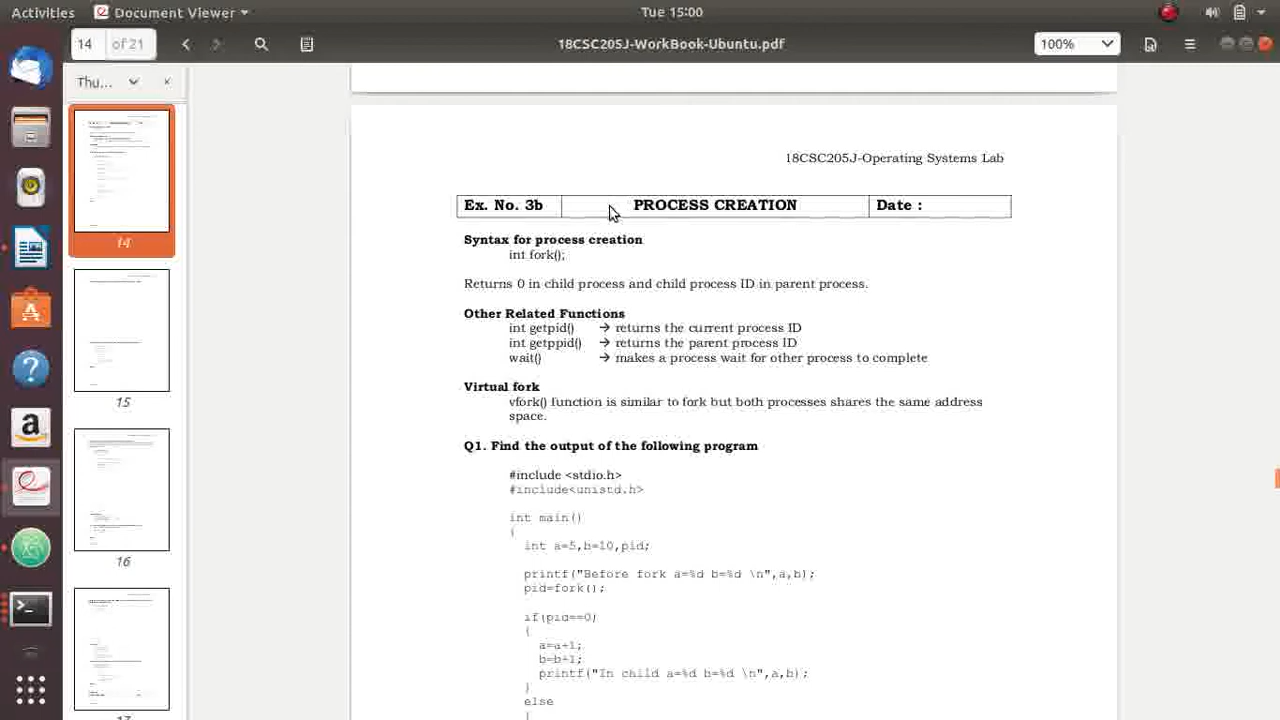 Activities Document Viewer Tue 15:00
14 of 21 18CSC205J-WorkBook-Ubuntu.pdf 100%
Thu...
14
15
16
17
18CSC205J-Operating Systems Lab
Ex. No. 3b PROCESS CREATION Date :
Syntax for process creation
int fork();
Returns 0 in child process and child process ID in parent process.
Other Related Functions
int getpid() → returns the current process ID
int getppid() → returns the parent process ID
wait() → makes a process wait for other process to complete
Virtual fork
vfork() function is similar to fork but both processes shares the same address
space.
Q1. Find the output of the following program
#include <stdio.h>
#include<unistd.h>
int main()
{
int a=5,b=10,pid;
printf("Before fork a=%d b=%d \n",a,b);
pid=fork();
if(pid==0)
{
a=a+1;
b=b+1;
printf("In child a=%d b=%d \n",a,b);
}
else
{